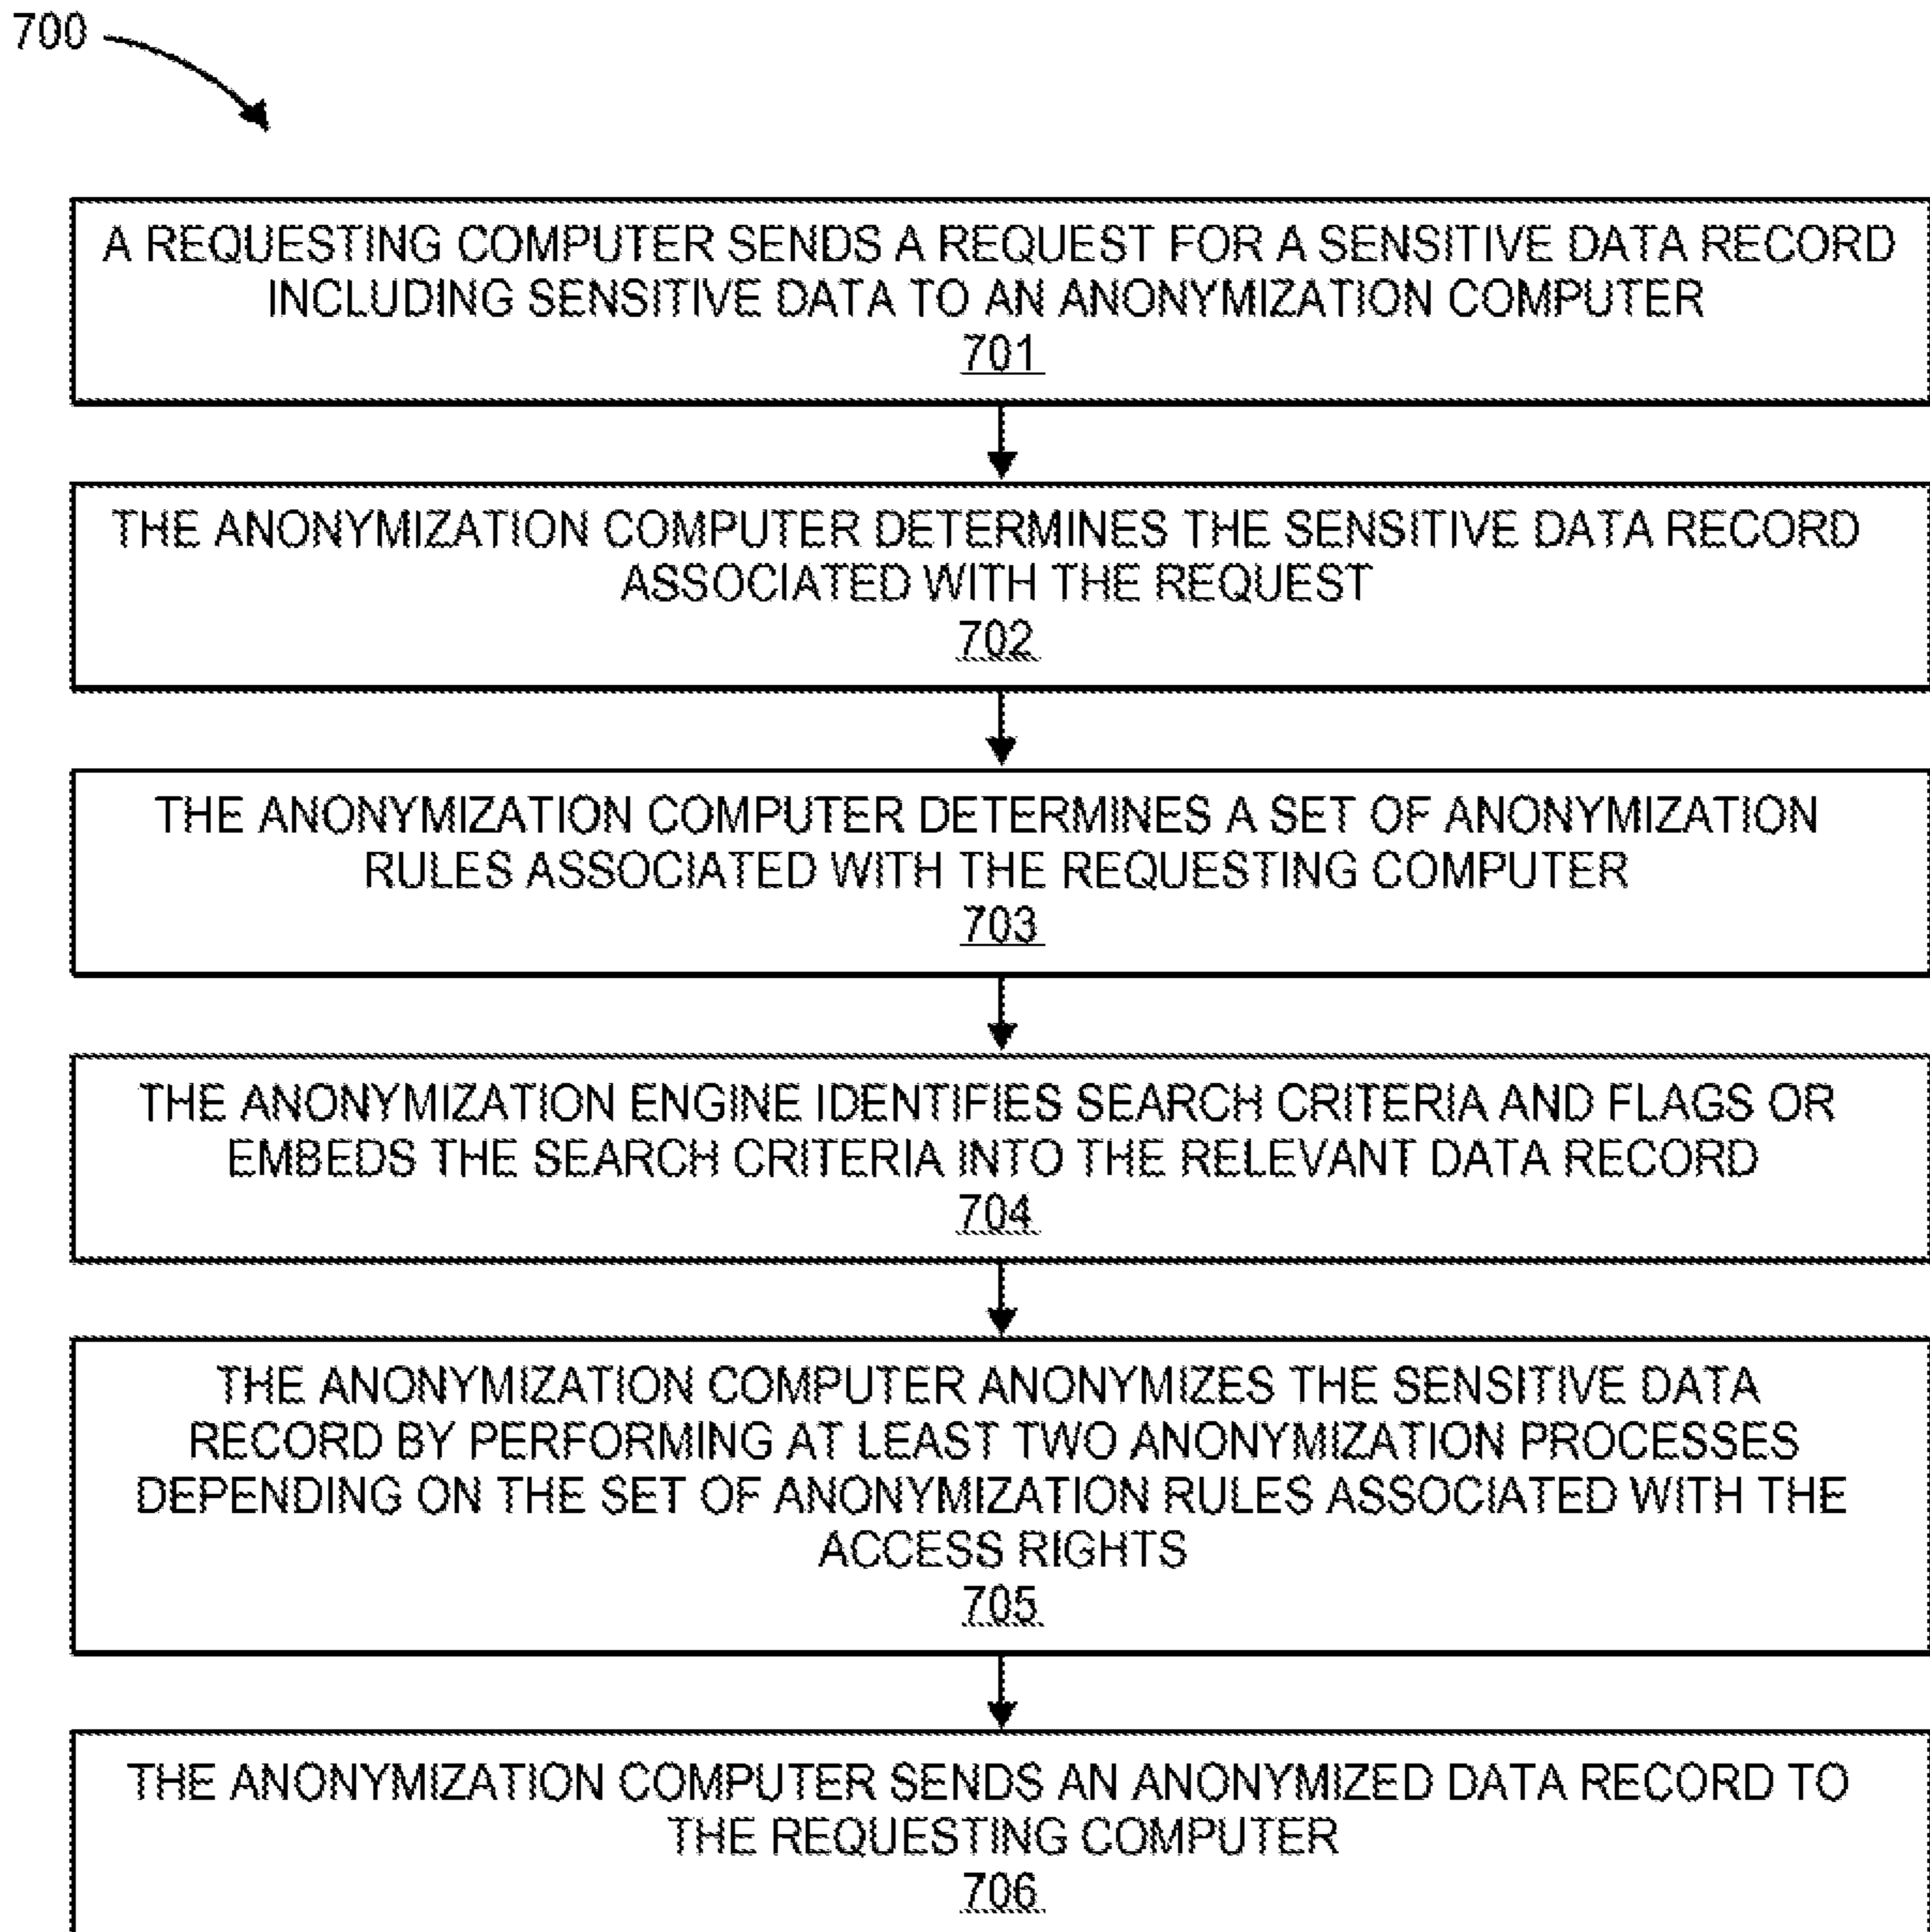 700
A REQUESTING COMPUTER SENDS A REQUEST FOR A SENSITIVE DATA RECORD
INCLUDING SENSITIVE DATA TO AN ANONYMIZATION COMPUTER
701
THE ANONYMIZATION COMPUTER DETERMINES THE SENSITIVE DATA RECORD
ASSOCIATED WITH THE REQUEST
702
THE ANONYMIZATION COMPUTER DETERMINES A SET OF ANONYMIZATION
RULES ASSOCIATED WITH THE REQUESTING COMPUTER
703
THE ANONYMIZATION ENGINE IDENTIFIES SEARCH CRITERIA AND FLAGS OR
EMBEDS THE SEARCH CRITERIA INTO THE RELEVANT DATA RECORD
704
THE ANONYMIZATION COMPUTER ANONYMIZES THE SENSITIVE DATA
RECORD BY PERFORMING AT LEAST TWO ANONYMIZATION PROCESSES
DEPENDING ON THE SET OF ANONYMIZATION RULES ASSOCIATED WITH THE
ACCESS RIGHTS
705
THE ANONYMIZATION COMPUTER SENDS AN ANONYMIZED DATA RECORD TO
THE REQUESTING COMPUTER
706